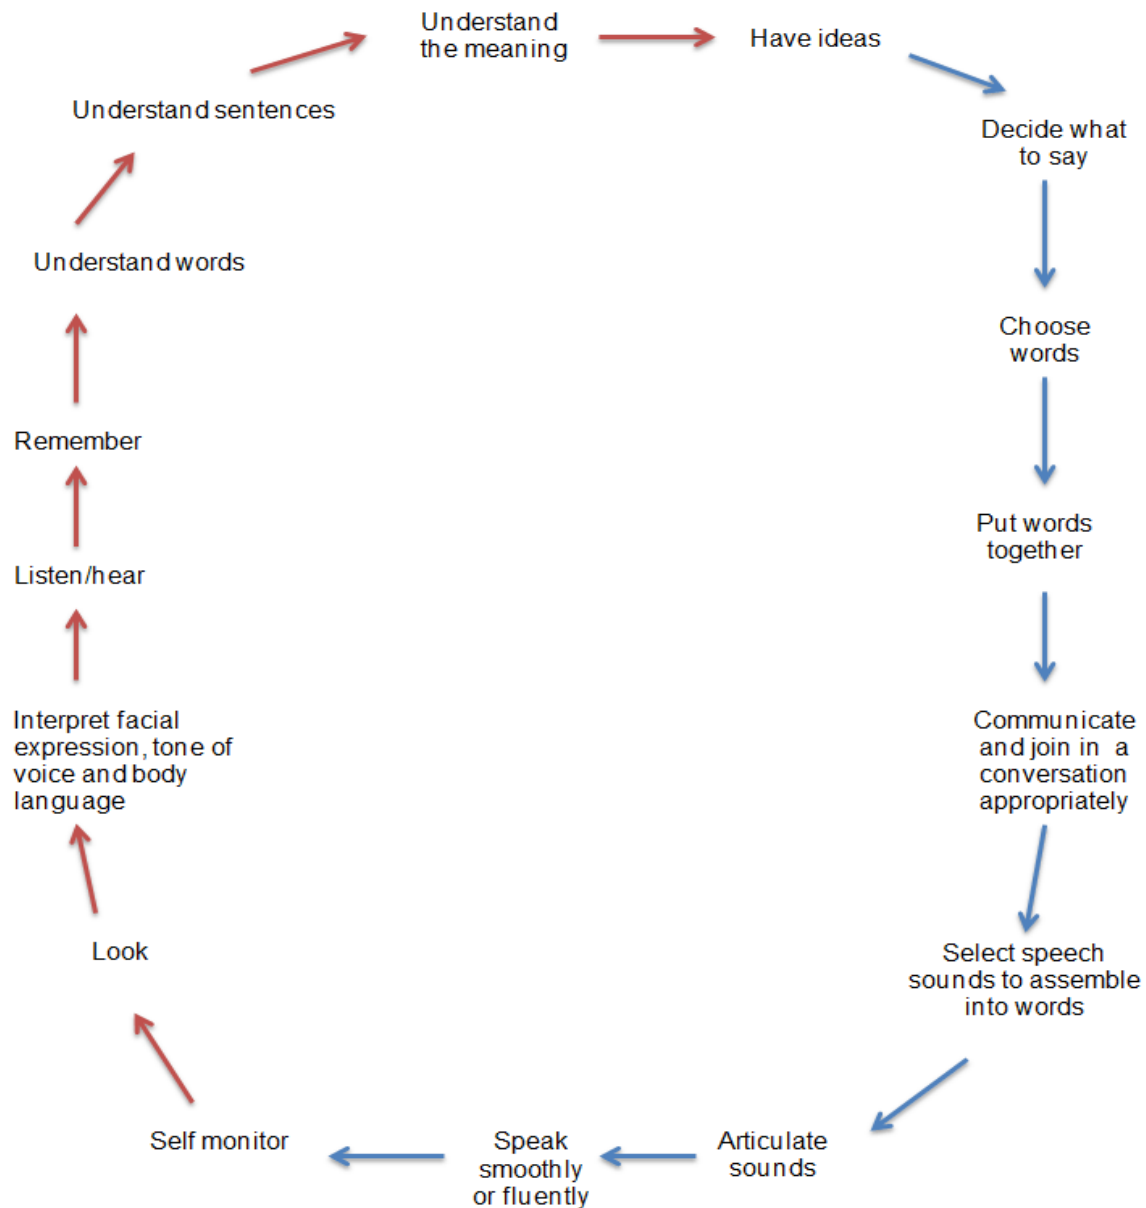 Understand
the meaning
Have ideas
Decide what
to say
Choose
words
Put words
together
Communicate
and join in  a
conversation
appropriately
Select speech
sounds to assemble
into words
Articulate
sounds
Speak
smoothly
or fluently
Self monitor
Look
Interpret facial
expression, tone of
voice and body
language
Listen/hear
Remember
Understand words
Understand sentences